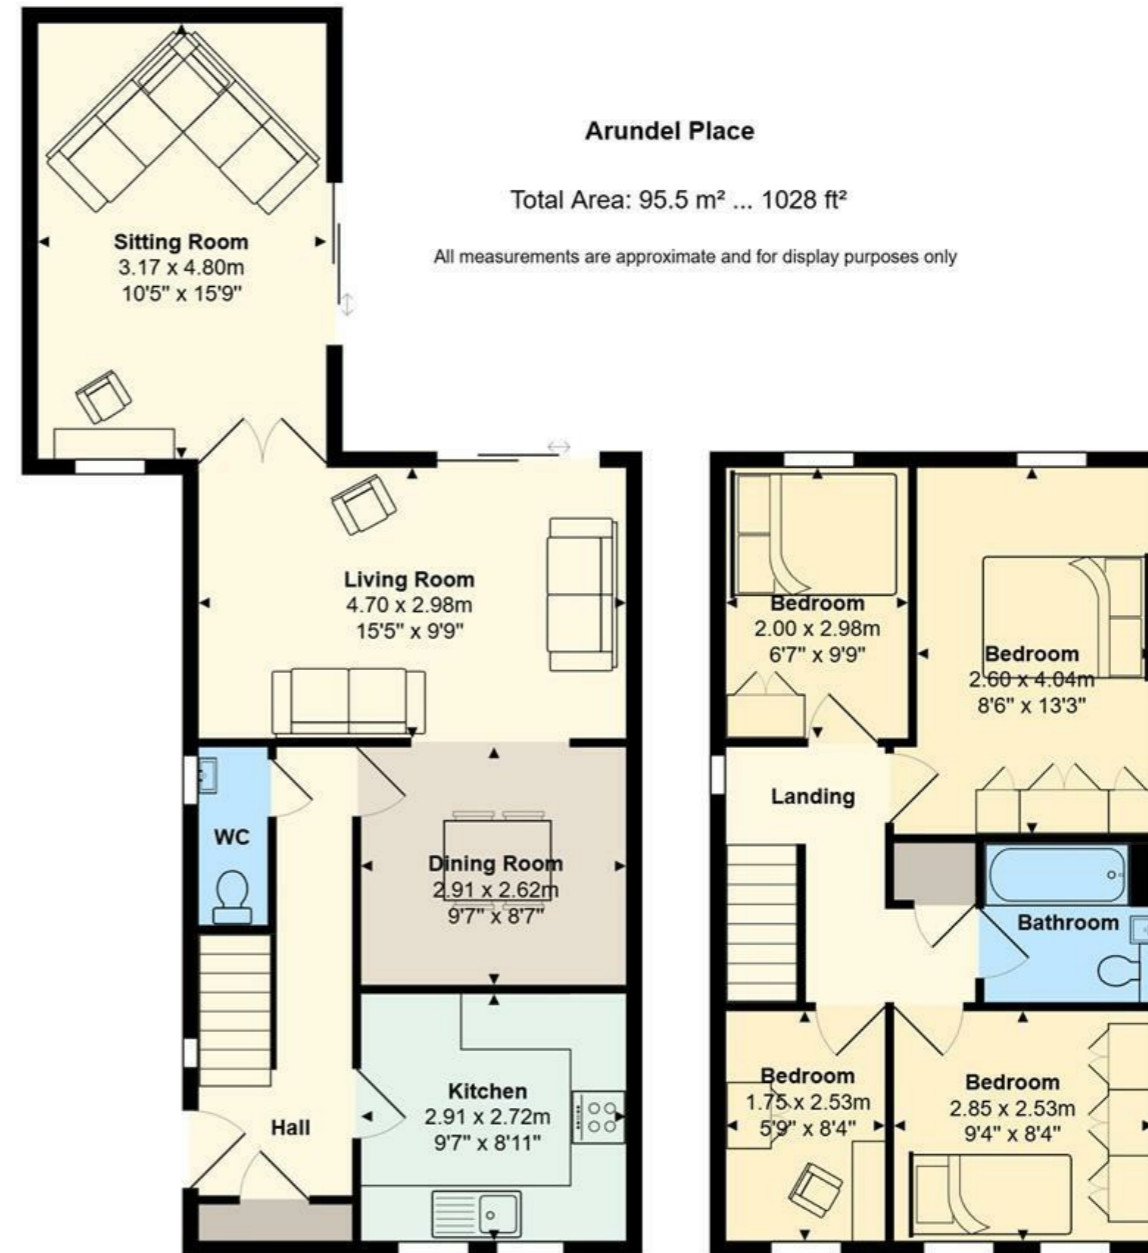 Arundel Place
Total Area: 95.5 m² ... 1028 ft²
All measurements are approximate and for display purposes only
Sitting Room
3.17 x 4.80m
10'5" x 15'9"
Living Room
4.70 x 2.98m
15'5" x 9'9"
WC
Dining Room
2.91 x 2.62m
9'7" x 8'7"
Kitchen
2.91 x 2.72m
9'7" x 8'11"
Hall
Bedroom
2.00 x 2.98m
6'7" x 9'9"
Bedroom
2.60 x 4.04m
8'6" x 13'3"
Landing
Bathroom
Bedroom
1.75 x 2.53m
5'9" x 8'4"
Bedroom
2.85 x 2.53m
9'4" x 8'4"